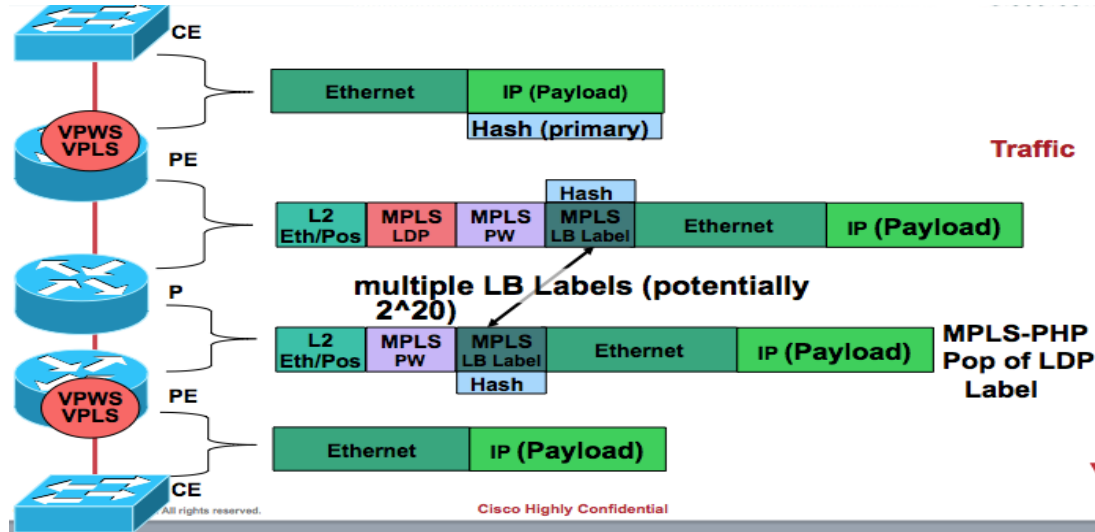 CE
Ethernet
IP (Payload)
Hash (primary)
VPWS
VPLS
PE
Traffic
Hash
L2
Eth/Pos
MPLS
LDP
MPLS
PW
MPLS
LB Label
Ethernet
IP (Payload)
P
multiple LB Labels (potentially
2^20)
L2
Eth/Pos
MPLS
PW
MPLS
LB Label
Ethernet
IP (Payload)
MPLS-PHP
Pop of LDP
Label
Hash
VPWS
VPLS
PE
Ethernet
IP (Payload)
CE
All rights reserved.
Cisco Highly Confidential